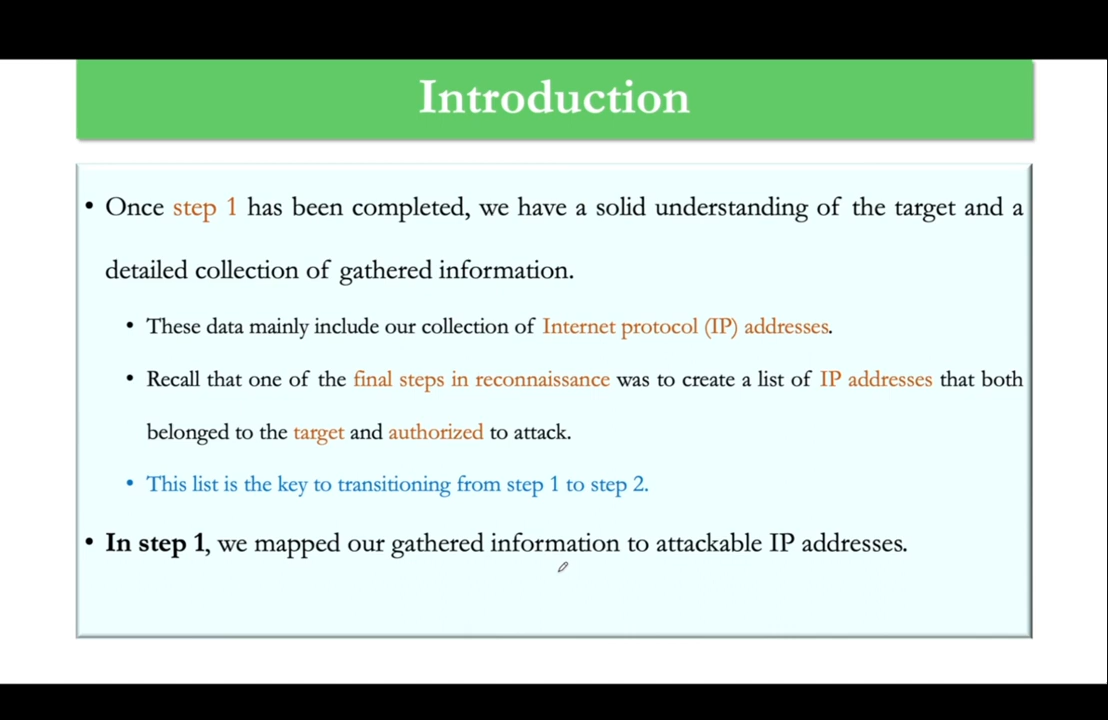 Introduction
• Once step 1 has been completed, we have a solid understanding of the target and a
detailed collection of gathered information.
• These data mainly include our collection of Internet protocol (IP) addresses.
• Recall that one of the final steps in reconnaissance was to create a list of IP addresses that both
belonged to the target and authorized to attack.
• This list is the key to transitioning from step 1 to step 2.
• In step 1, we mapped our gathered information to attackable IP addresses.